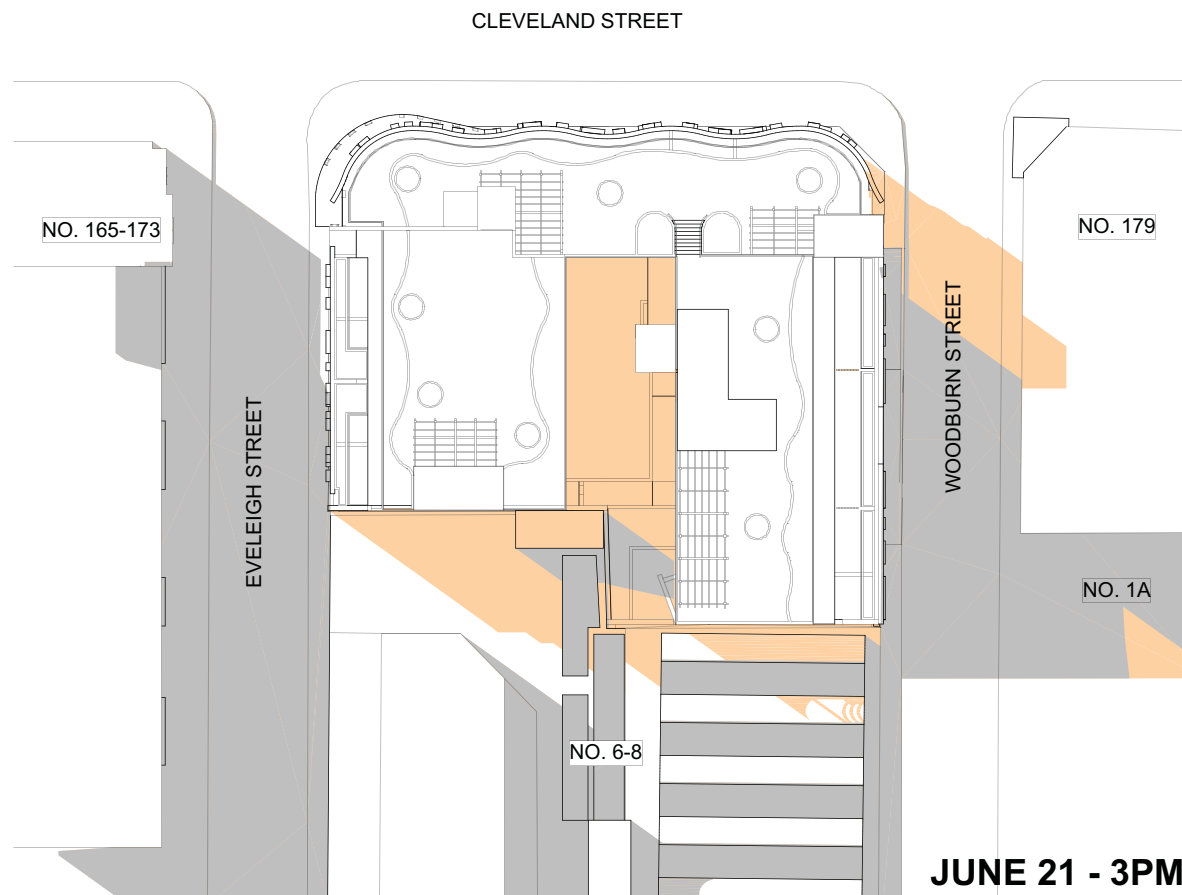 CLEVELAND STREET
NO. 165-173
NO. 179
EVELEIGH STREET
WOODBURN STREET
NO. 1A
NO. 6-8
JUNE 21 - 3PM